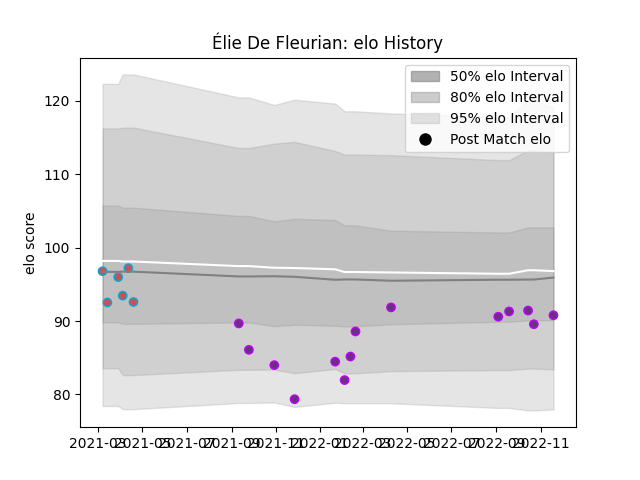 Élie De Fleurian: elo History
50% elo Interval
80% elo Interval
95% elo Interval
Post Match elo
elo score
120
110
100
90
80
2021-03 2021-05 2021-07 2021-09 2021-11 2022-01 2022-03 2022-05 2022-07 2022-09 2022-11